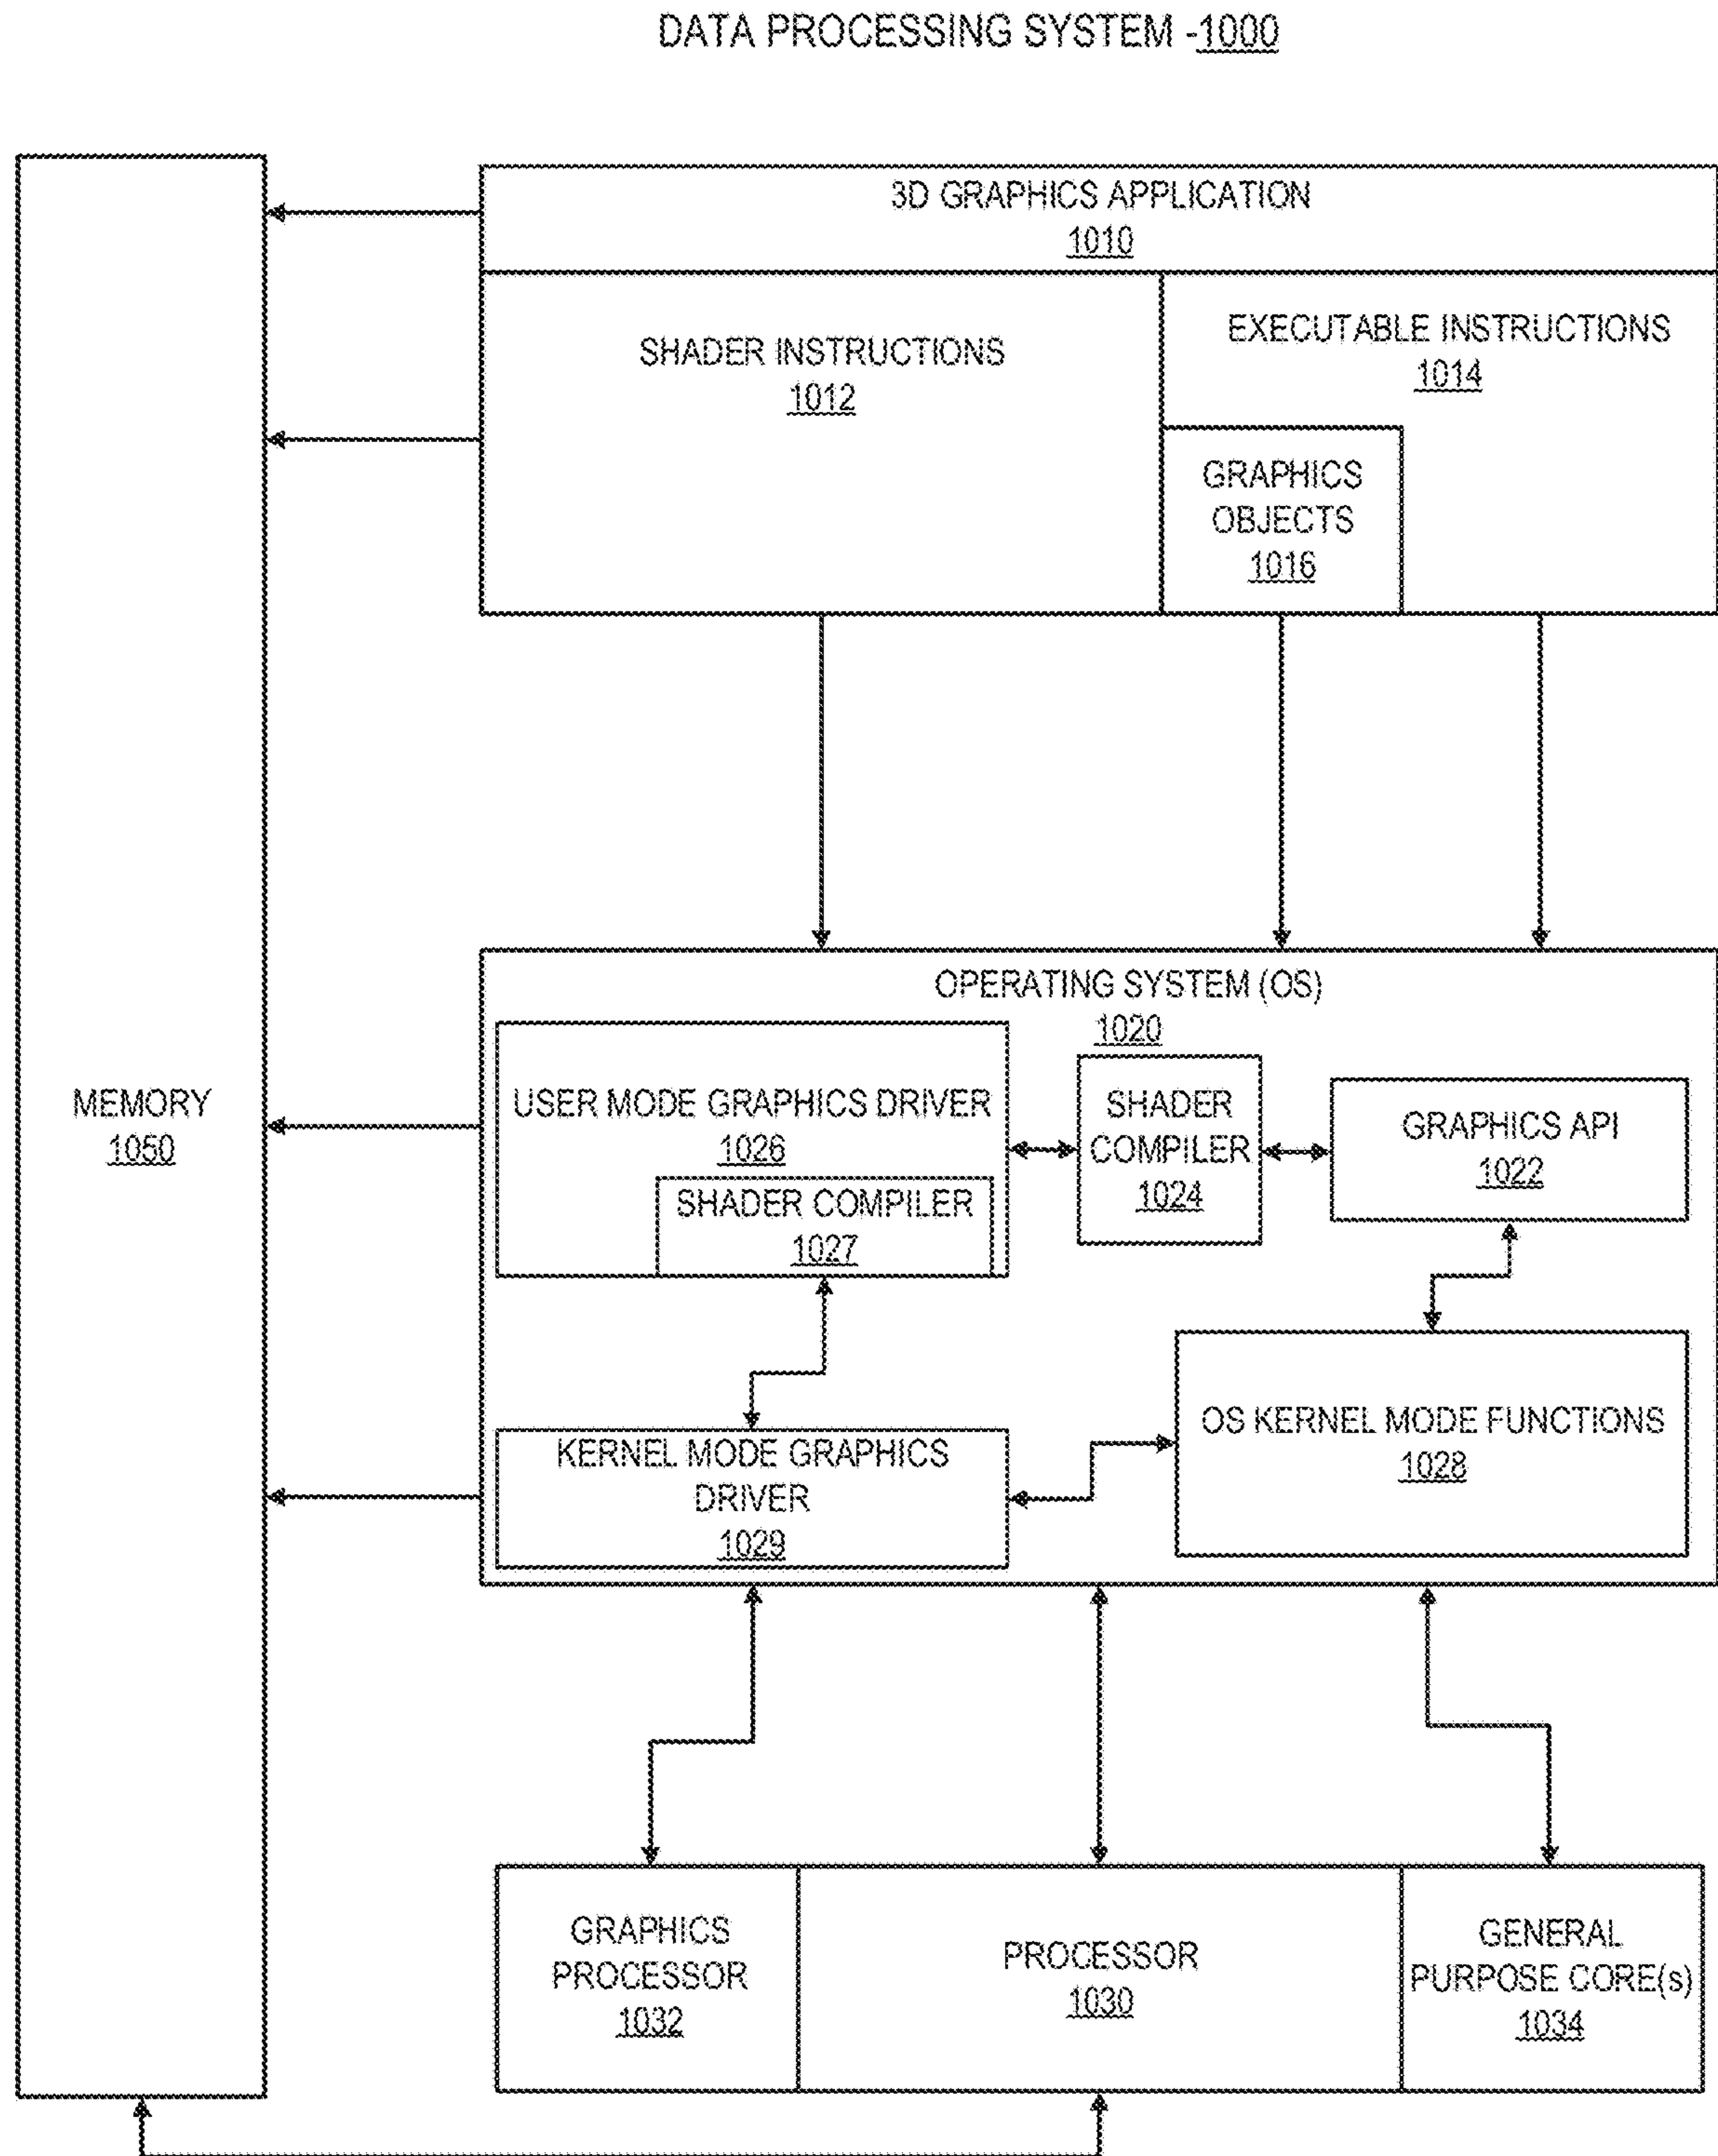 DATA PROCESSING SYSTEM -1000
3D GRAPHICS APPLICATION
1010
SHADER INSTRUCTIONS
1012
EXECUTABLE INSTRUCTIONS
1014
GRAPHICS
OBJECTS
1016
MEMORY
1050
OPERATING SYSTEM (OS)
1020
USER MODE GRAPHICS DRIVER
1026
SHADER COMPILER
1027
SHADER
COMPILER
1024
GRAPHICS API
1022
KERNEL MODE GRAPHICS
DRIVER
1029
OS KERNEL MODE FUNCTIONS
1028
GRAPHICS
PROCESSOR
1032
PROCESSOR
1030
GENERAL
PURPOSE CORE(s)
1034